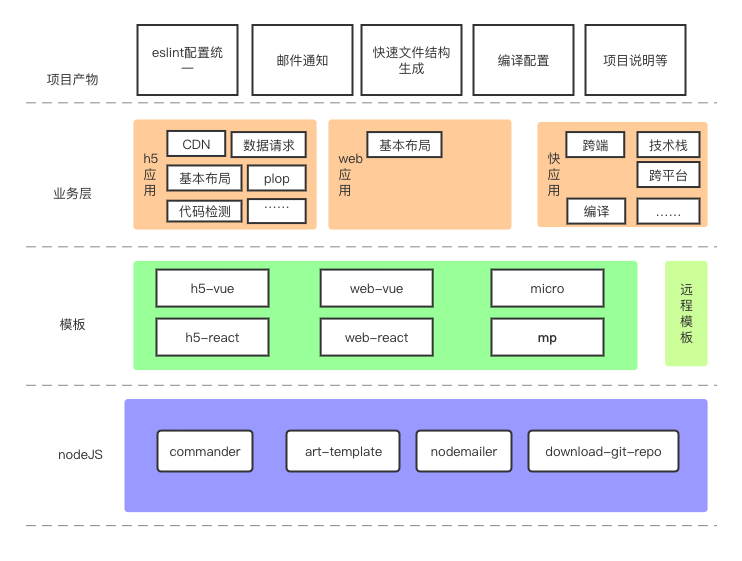 eslint配置统
一
邮件通知
快速文件结构
生成
编译配置
项目说明等
项目产物
h5
应
用
CDN
数据请求
基本布局
plop
代码检测
……
web
应
用
基本布局
快
应
用
跨端
技术栈
跨平台
编译
……
业务层
h5-vue
web-vue
micro
h5-react
web-react
mp
远
程
模
板
模板
nodeJS
commander
art-template
nodemailer
download-git-repo